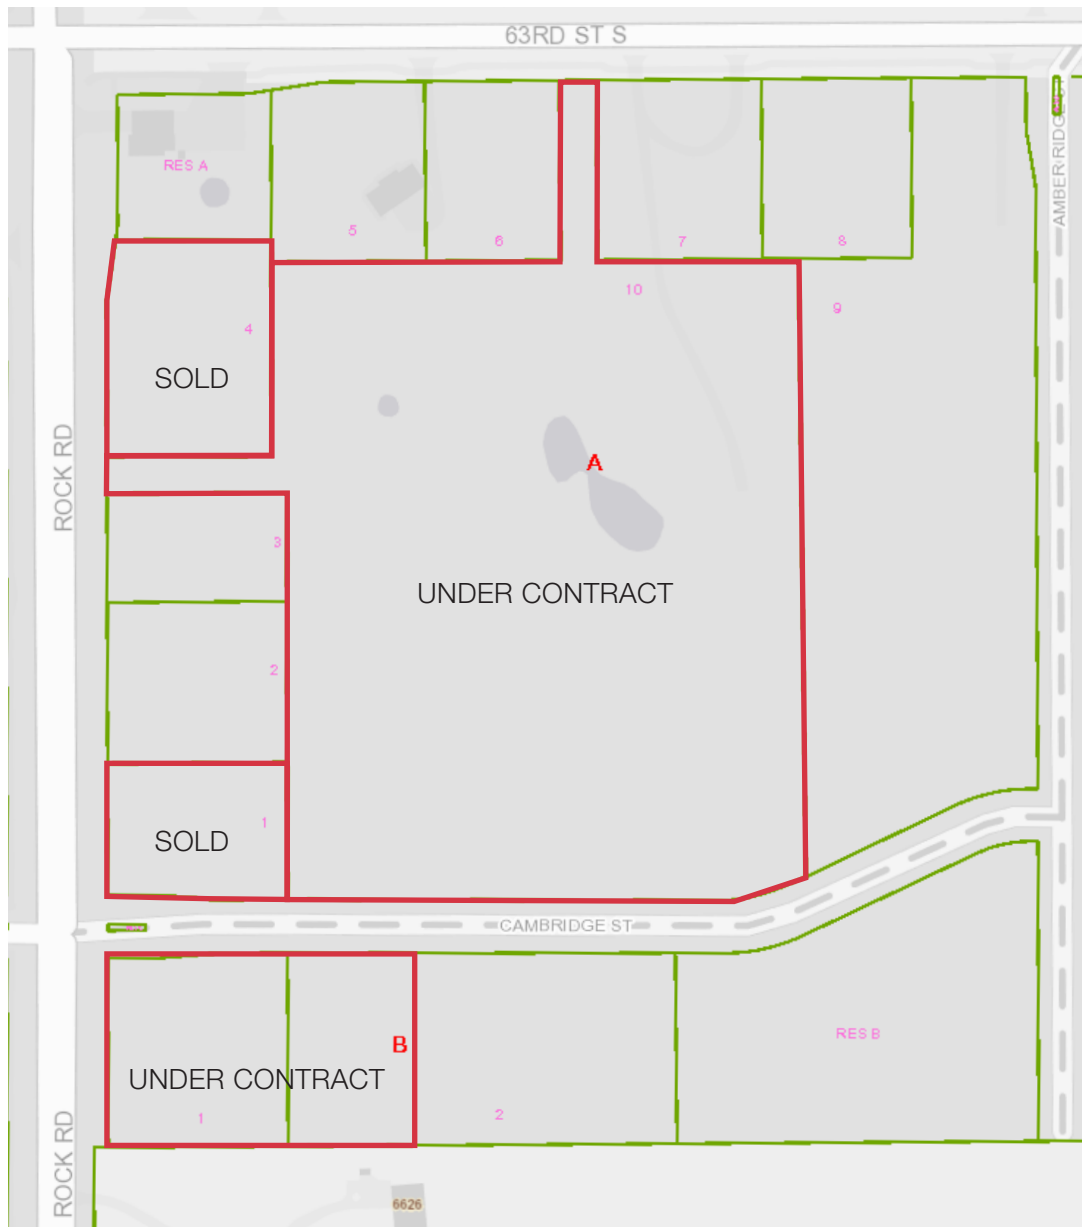 63RD ST S
AMBER RIDGE
RES A
5
6
7
8
10
9
4
SOLD
ROCK RD
A
3
UNDER CONTRACT
2
1
SOLD
CAMBRIDGE ST
B
RES B
UNDER CONTRACT
1
2
ROCK RD
6626